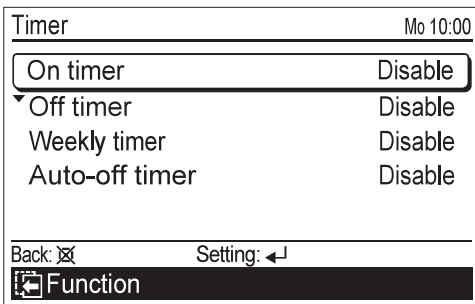 Timer Mo 10:00
On timer Disable
Off timer Disable
Weekly timer Disable
Auto-off timer Disable
Back: Setting:
Function